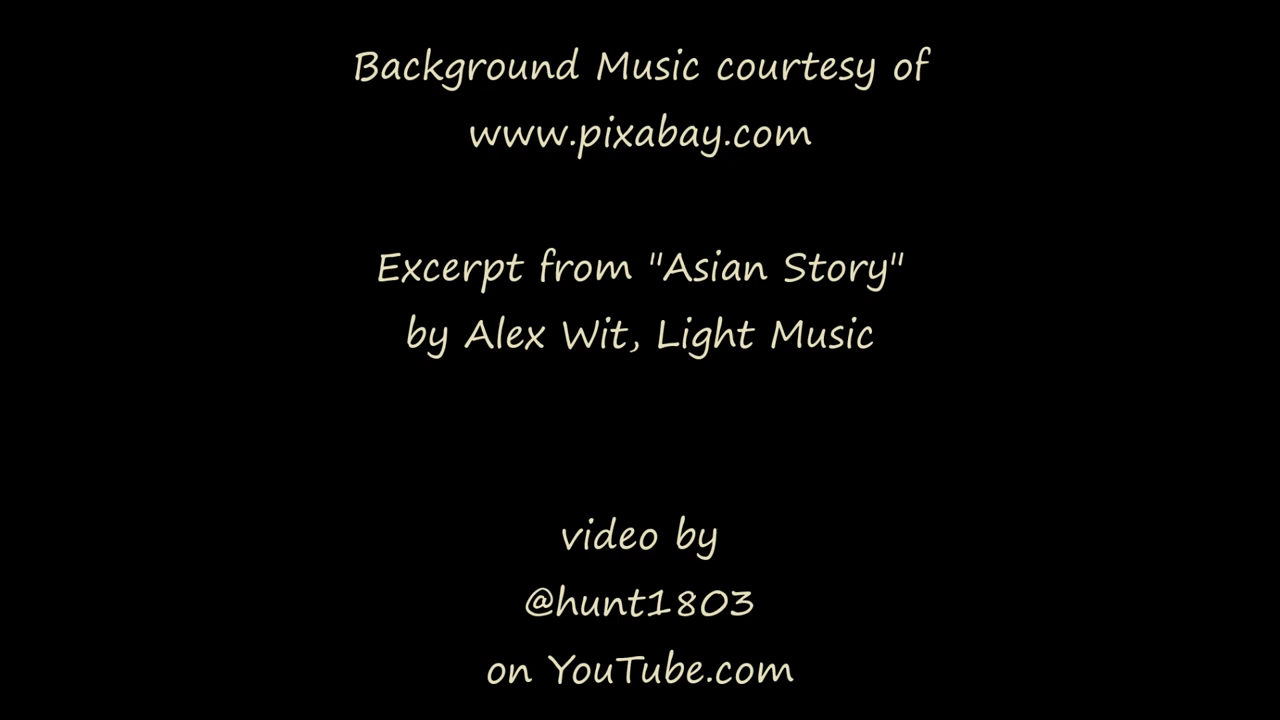 Background Music courtesy of
www.pixabay.com
Excerpt from "Asian Story"
by Alex Wit, Light Music
video by
@hunt1803
on YouTube.com